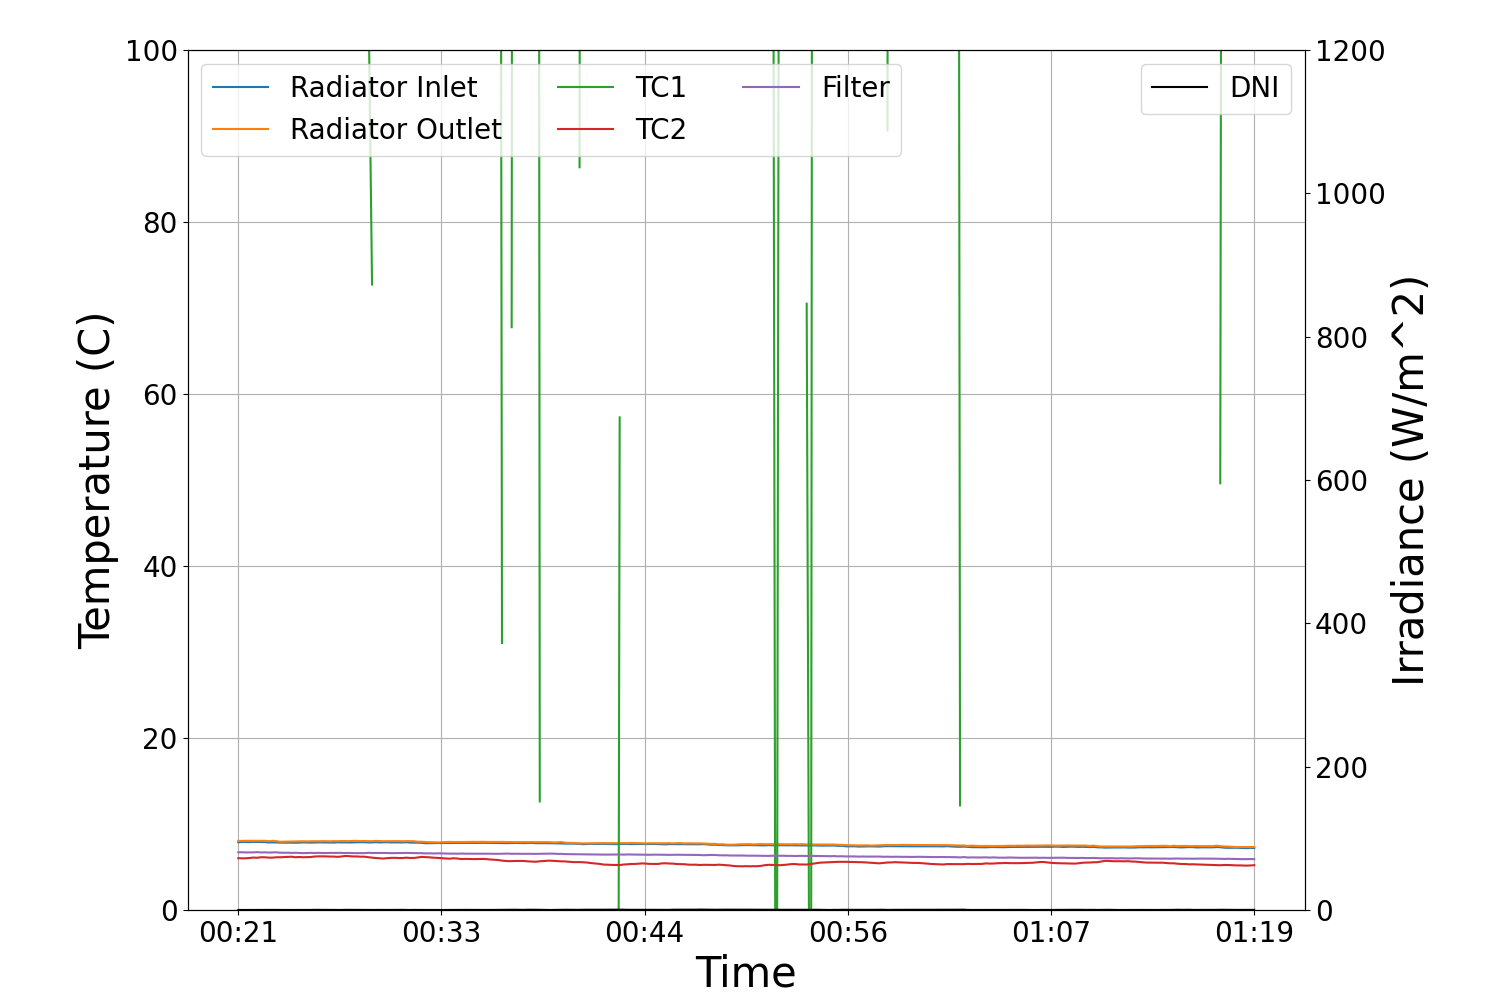 100
80
60
40
20
0
Temperature (C)
Radiator Inlet
Radiator Outlet
TC1
TC2
Filter
DNI
1200
1000
800
600
400
200
0
Irradiance (W/m^2)
00:21 00:33 00:44 00:56 01:07 01:19
Time